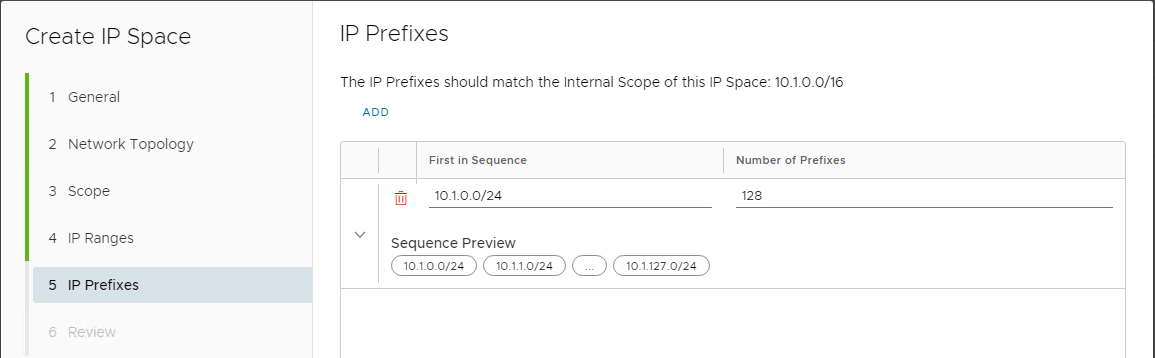 Create IP Space
1 General
2 Network Topology
3 Scope
4 IP Ranges
5 IP Prefixes
6 Review
IP Prefixes
The IP Prefixes should match the Internal Scope of this IP Space: 10.1.0.0/16
ADD
First in Sequence Number of Prefixes
10.1.0.0/24 128
Sequence Preview
10.1.0.0/24 10.1.1.0/24 ... 10.1.127.0/24